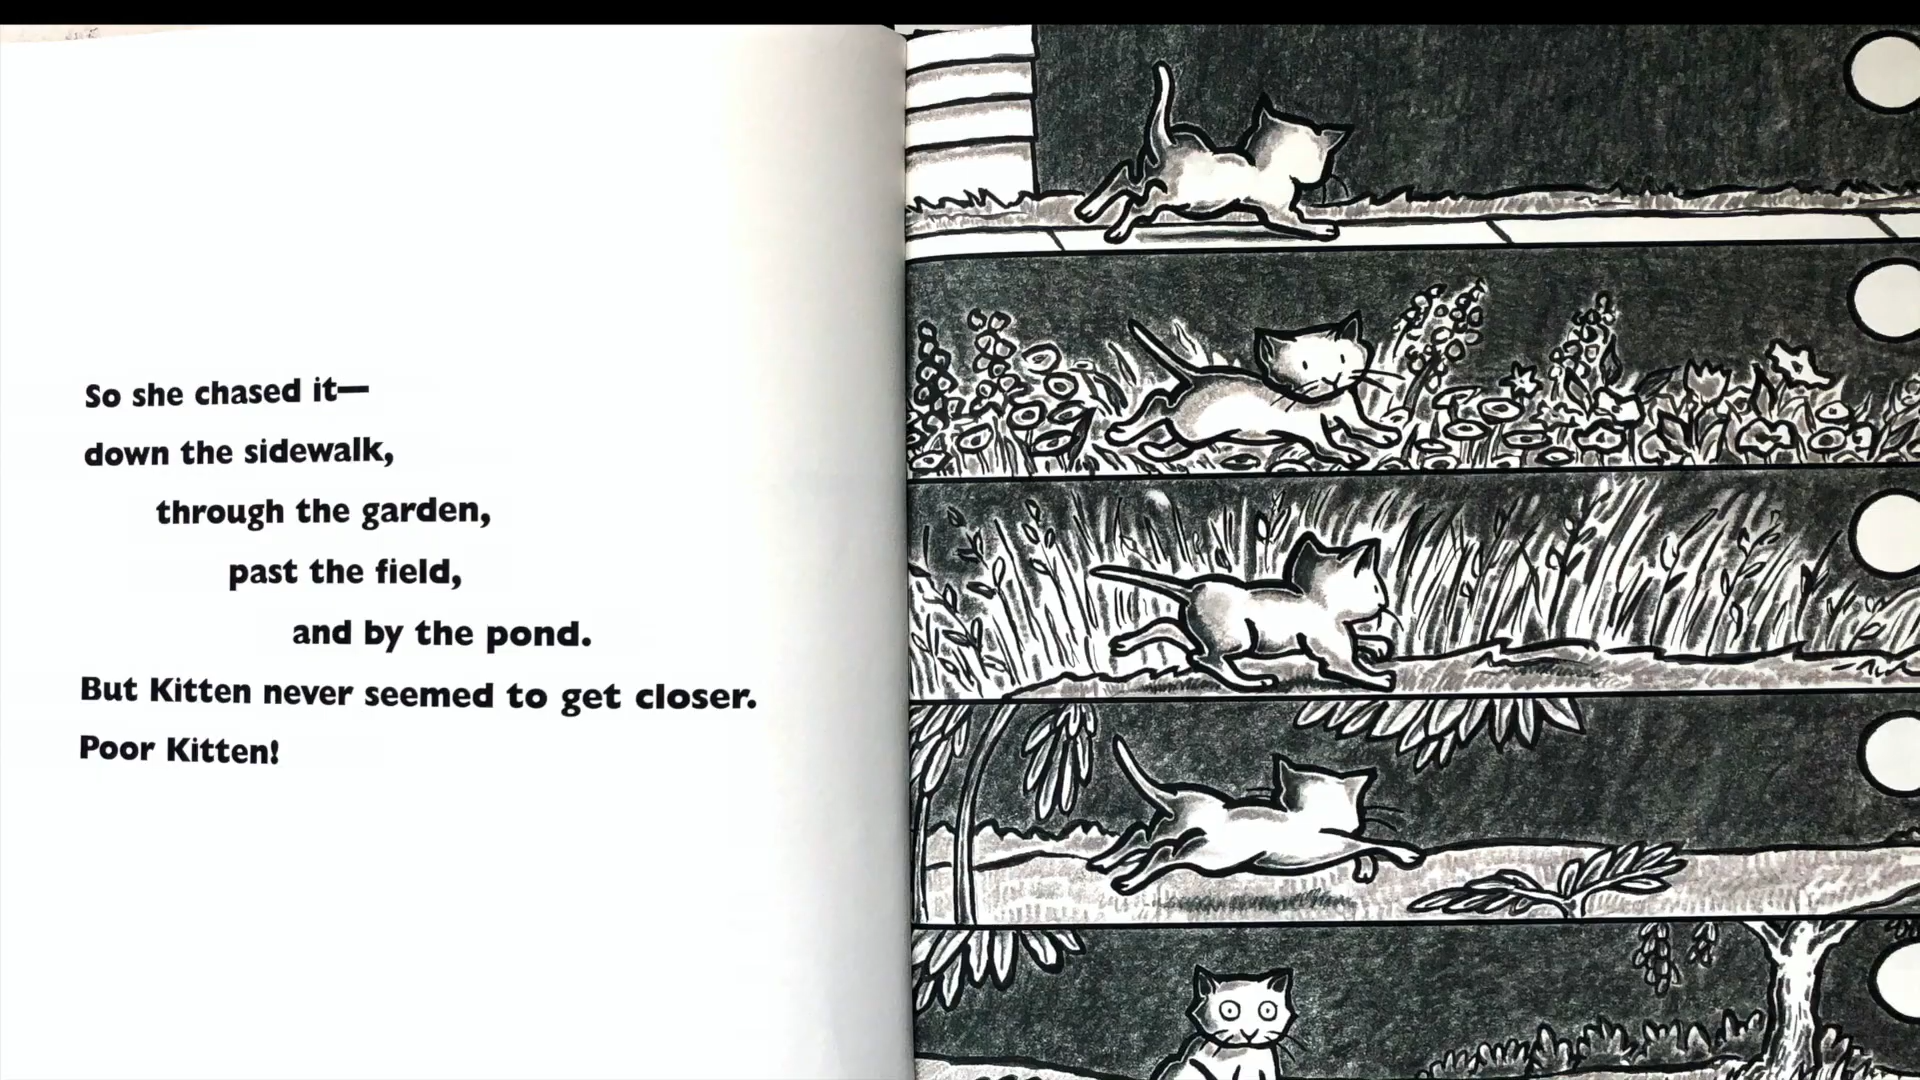 So she chased it—
down the sidewalk,
through the garden,
past the field,
and by the pond.
But Kitten never seemed to get closer.
Poor Kitten!